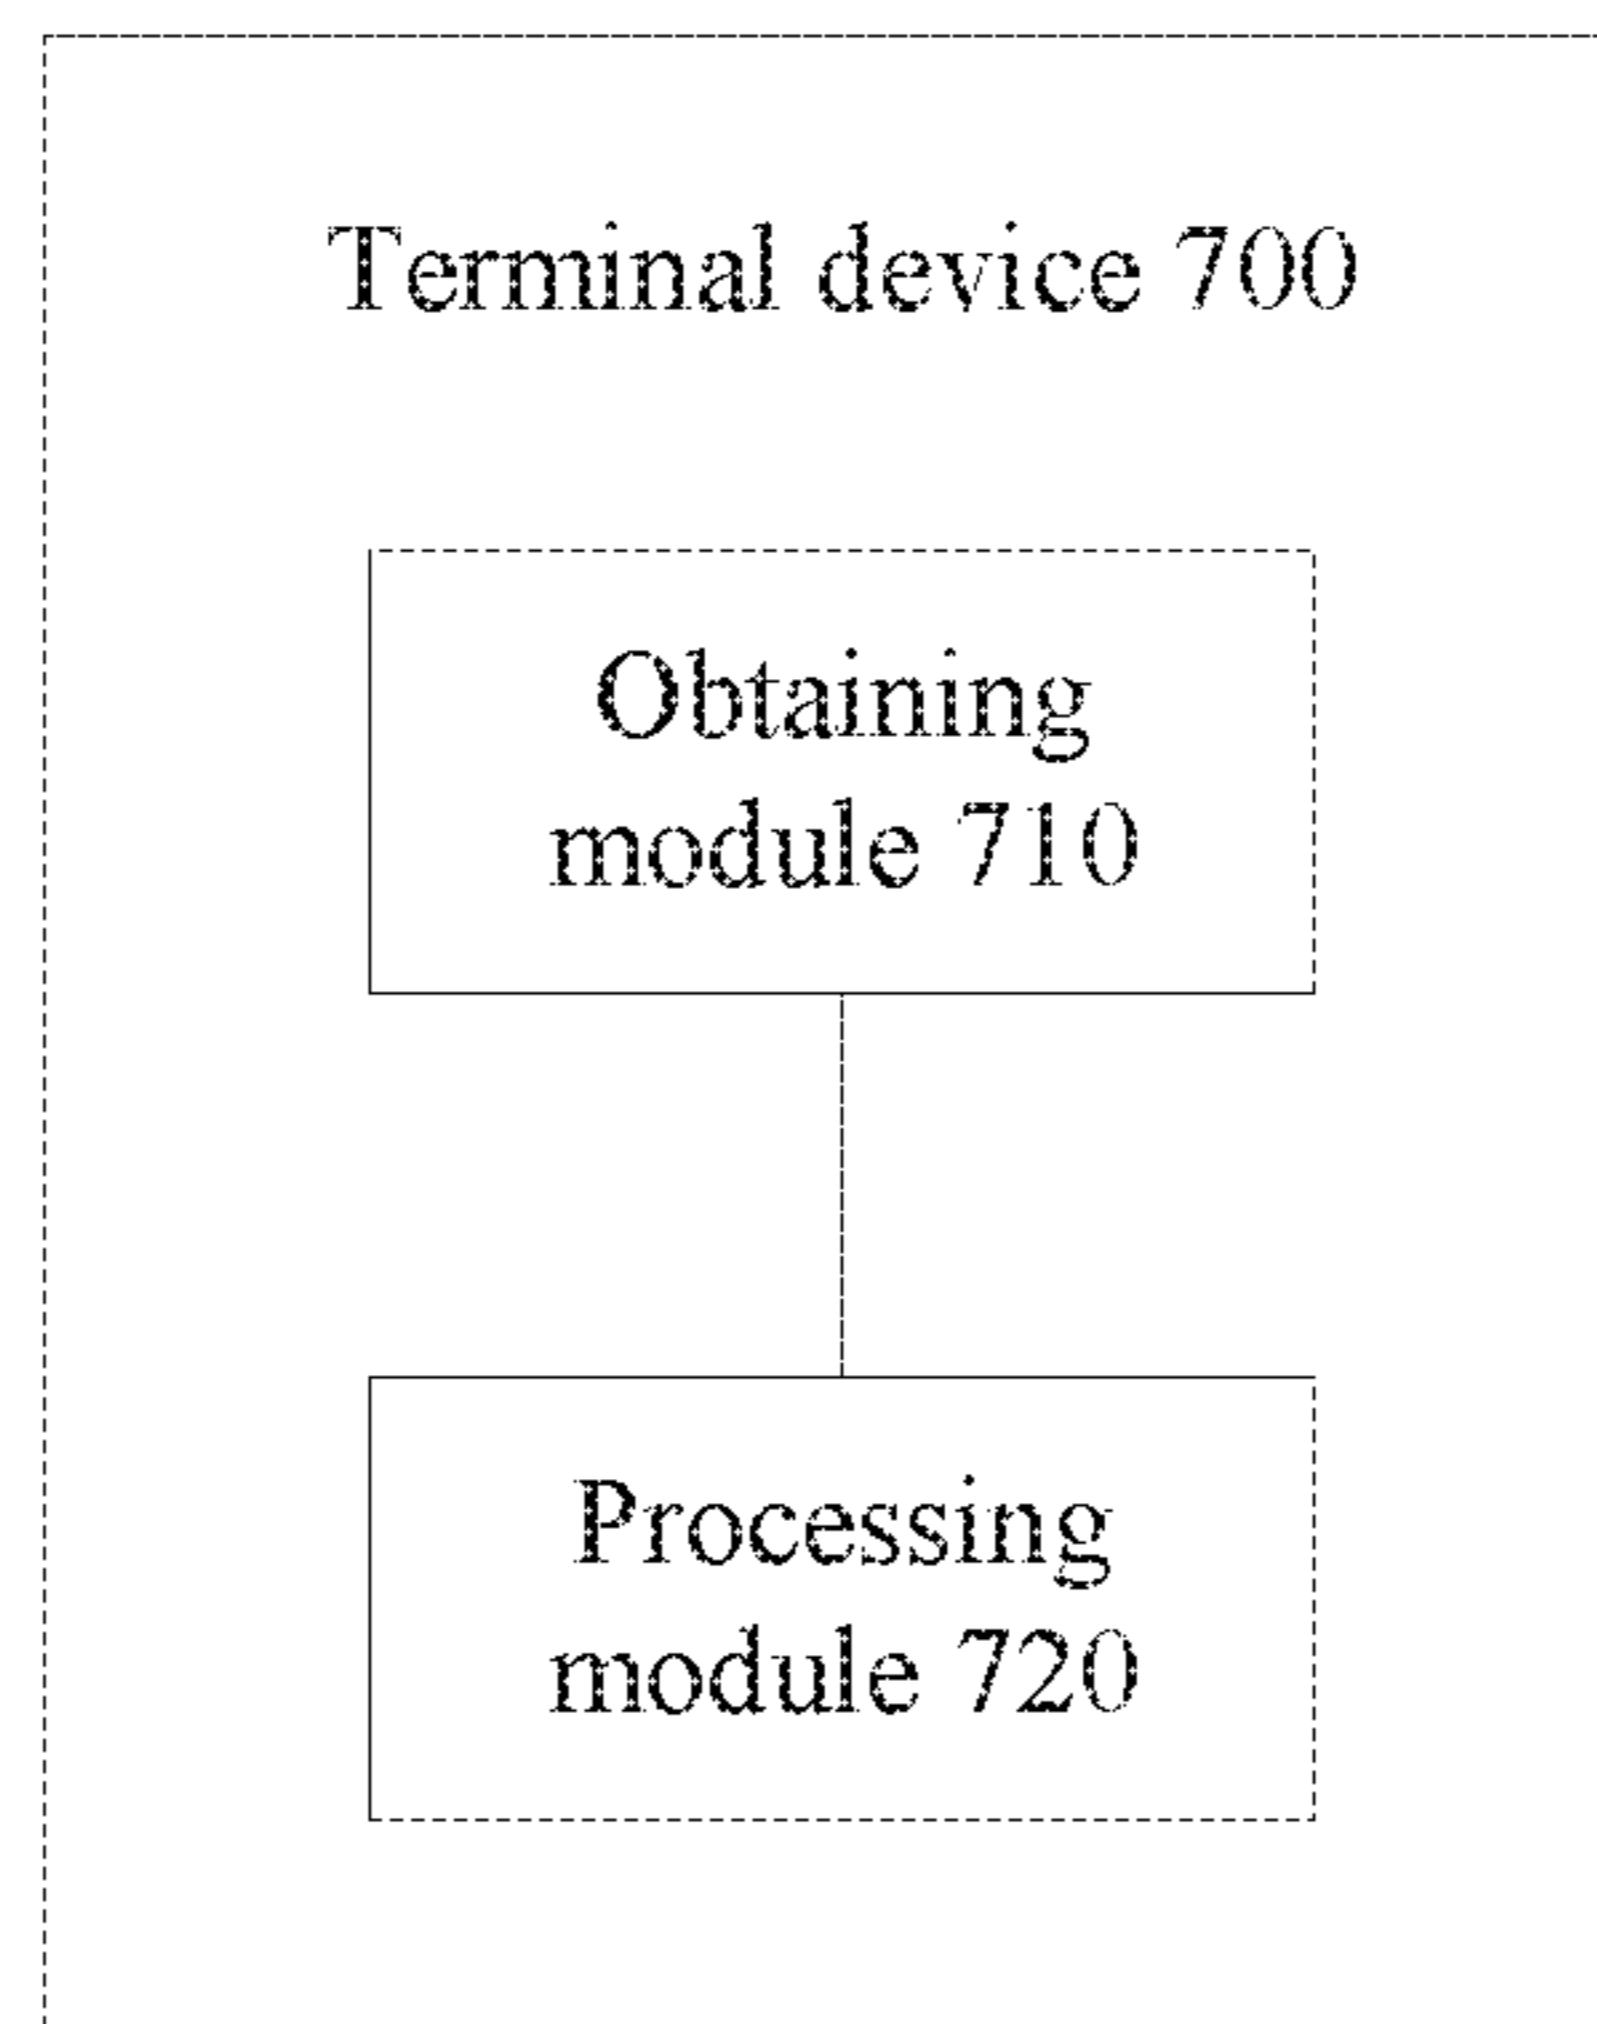 Terminal device 700
Obtaining
module 710
Processing
module 720